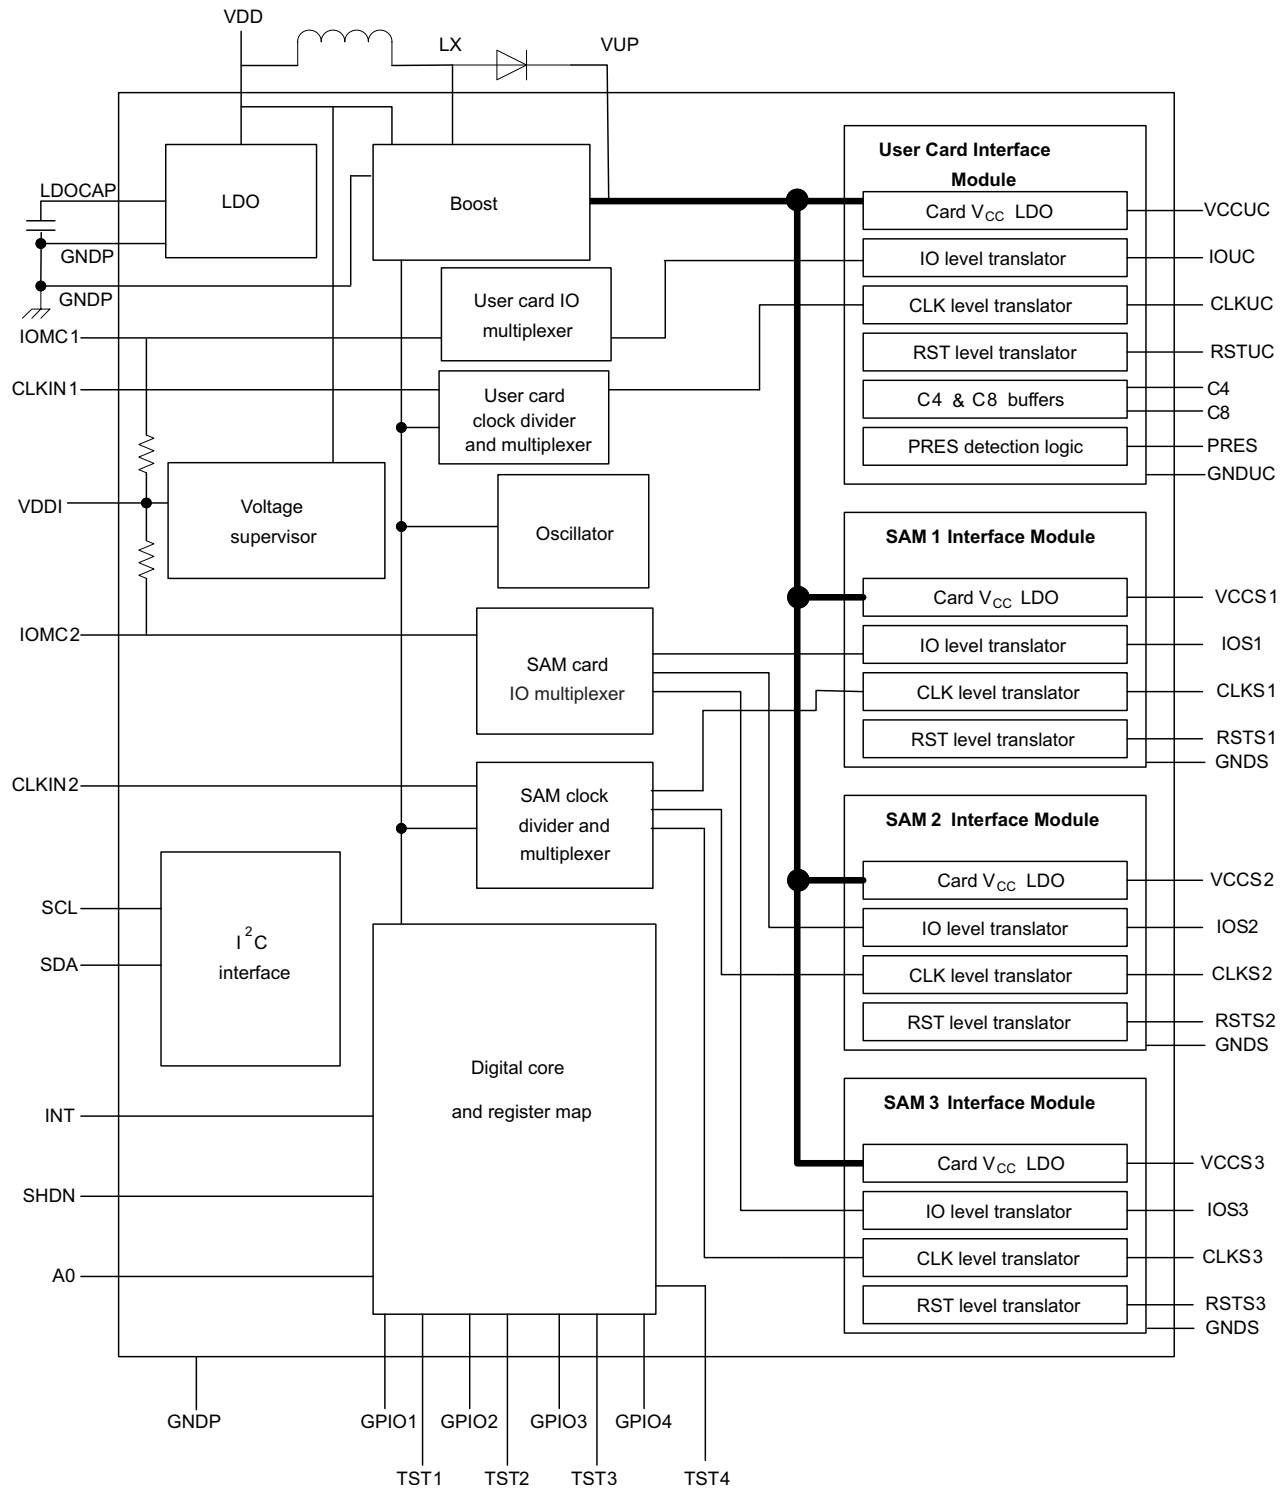 VDD
LX
VUP
LDO
Boost
LDOCAP
GNDP
GNDP
IOMC1
CLKIN1
VDDI
IOMC2
CLKIN2
SCL
SDA
INT
SHDN
A0
User card IO
multiplexer
User card
clock divider
and multiplexer
Voltage
supervisor
Oscillator
SAM card
IO multiplexer
SAM clock
divider and
multiplexer
I2C
interface
Digital core
and register map
User Card Interface
Module
Card VCC LDO
IO level translator
CLK level translator
RST level translator
C4 & C8 buffers
PRES detection logic
VCCUC
IOUC
CLKUC
RSTUC
C4
C8
PRES
GNDUC
SAM 1 Interface Module
Card VCC LDO
IO level translator
CLK level translator
RST level translator
VCCS1
IOS1
CLKS1
RSTS1
GNDS
SAM 2 Interface Module
Card VCC LDO
IO level translator
CLK level translator
RST level translator
VCCS2
IOS2
CLKS2
RSTS2
GNDS
SAM 3 Interface Module
Card VCC LDO
IO level translator
CLK level translator
RST level translator
VCCS3
IOS3
CLKS3
RSTS3
GNDS
GNDP
GPIO1
GPIO2
GPIO3
GPIO4
TST1
TST2
TST3
TST4